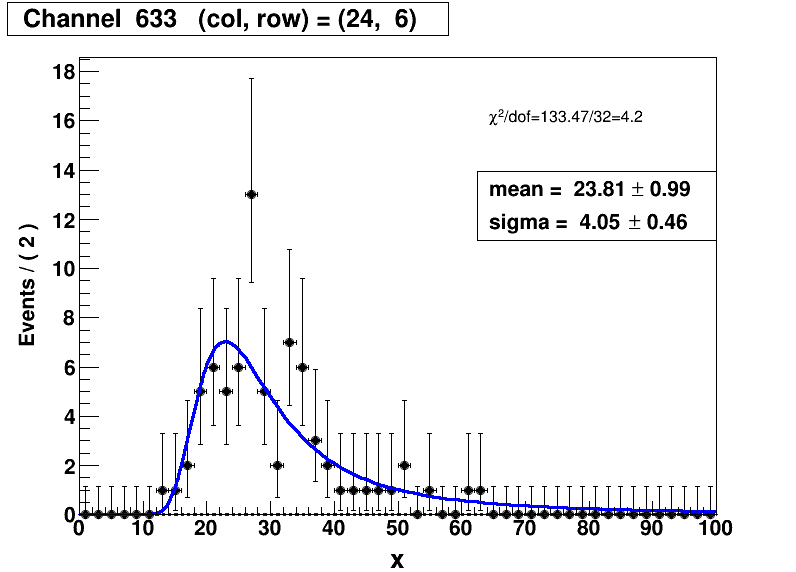 Channel 633 (col, row) = (24, 6)
χ²/dof=133.47/32=4.2
mean = 23.81 ± 0.99
sigma = 4.05 ± 0.46
Events / ( 2 )
18
16
14
12
10
8
6
4
2
0
0 10 20 30 40 50 60 70 80 90 100
x